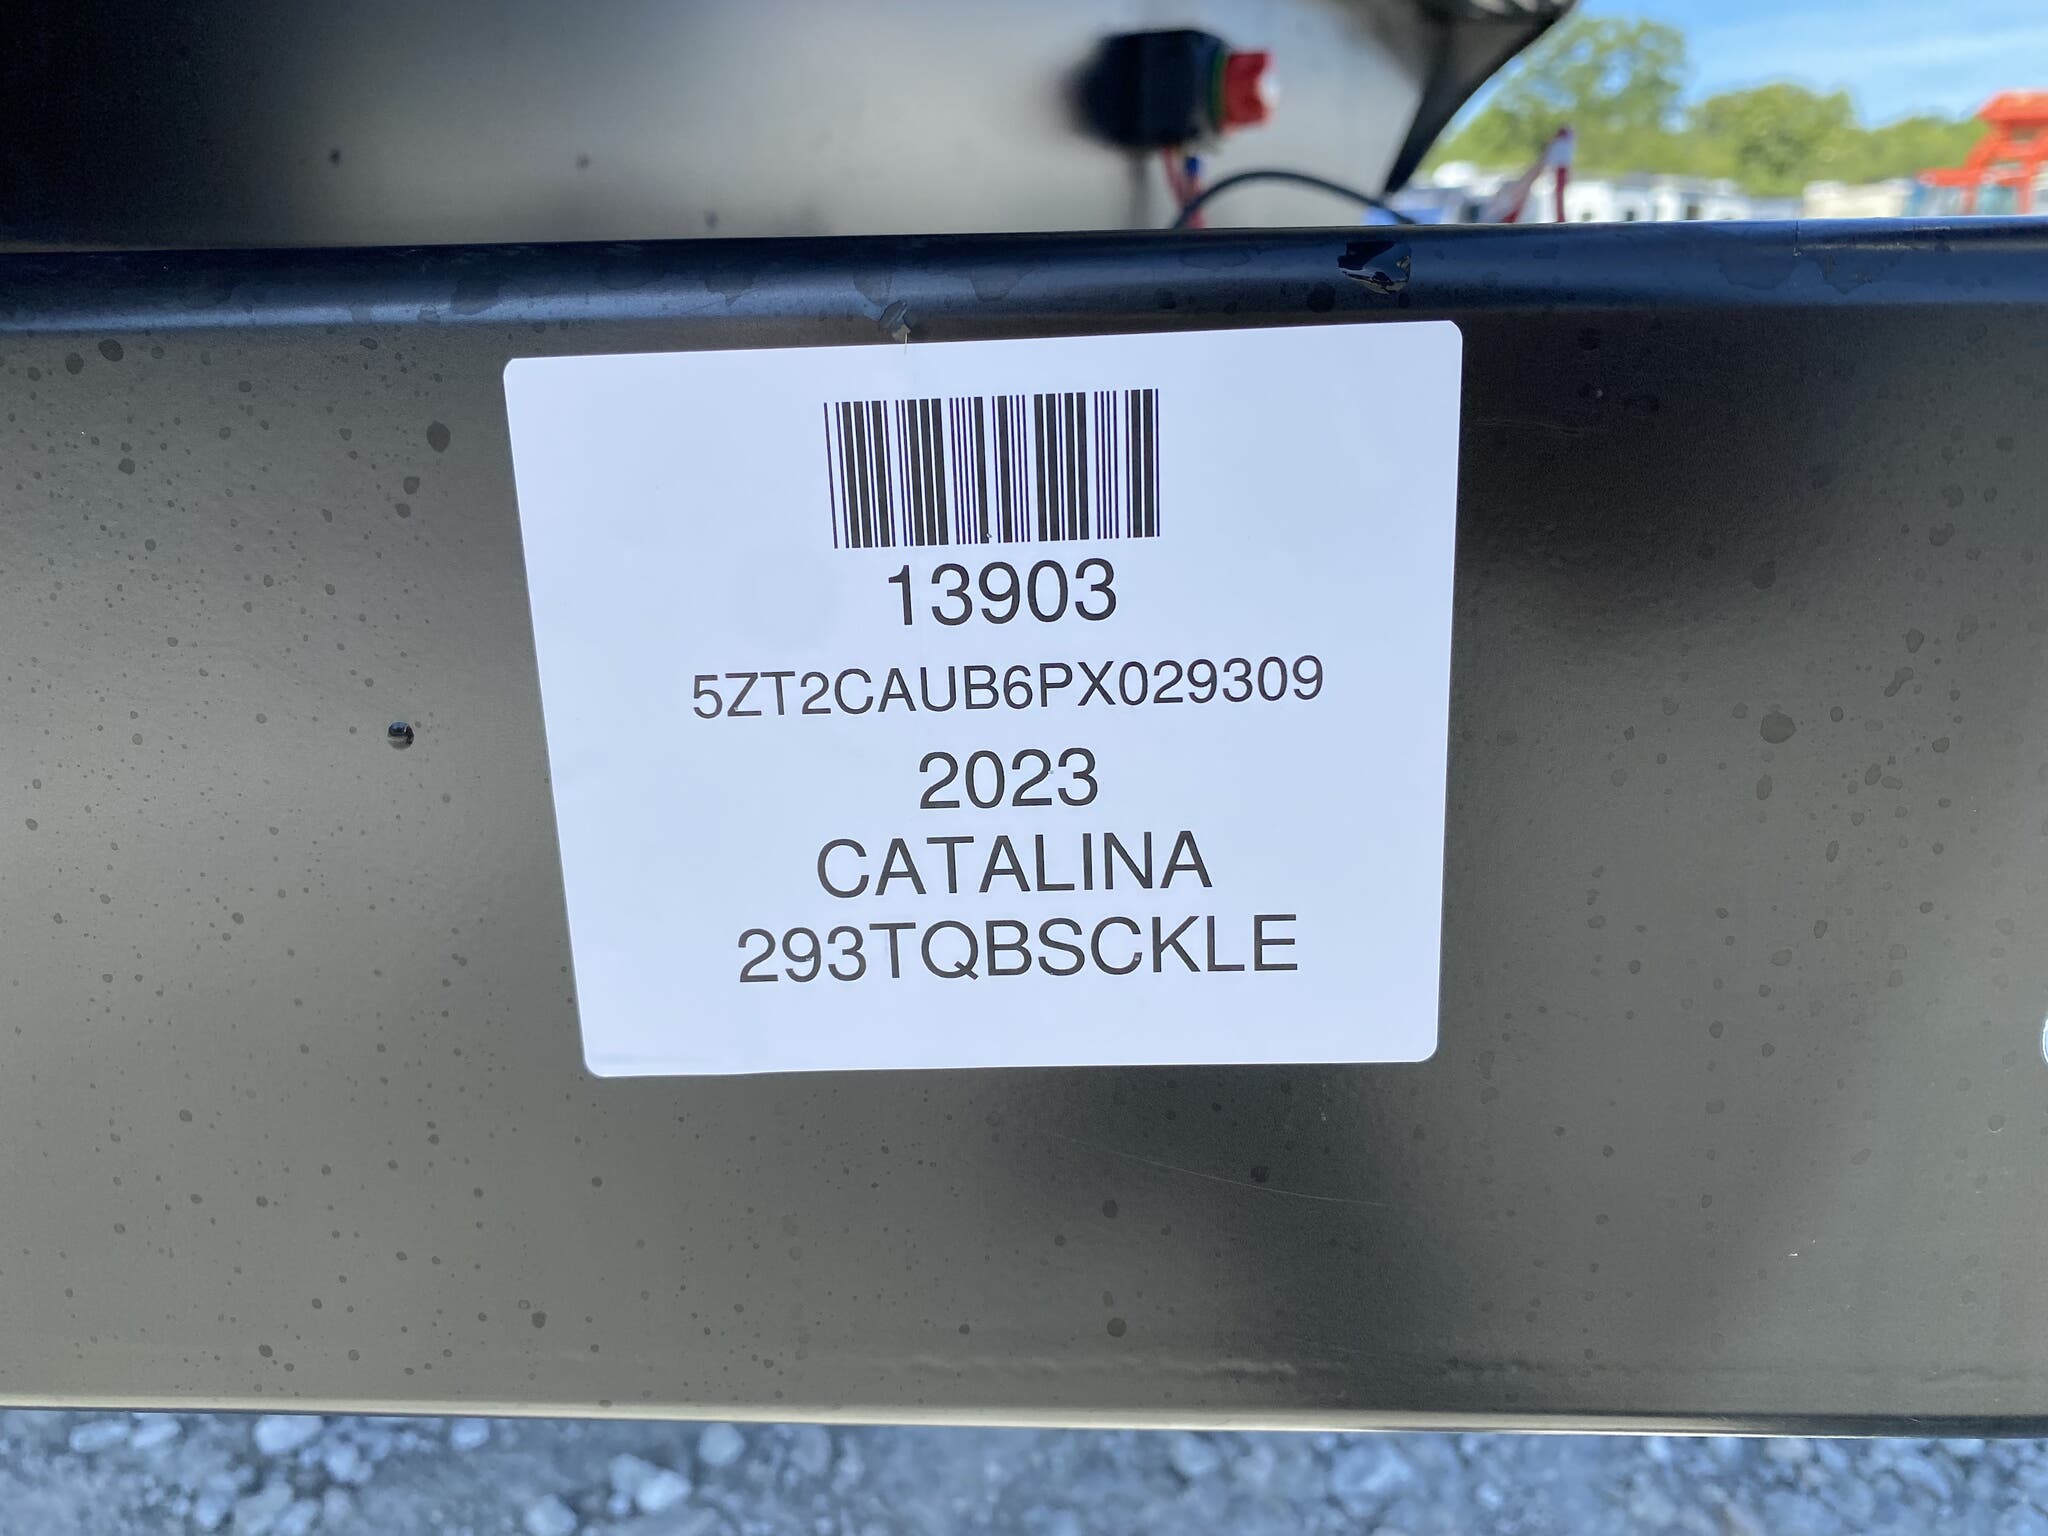 13903
5ZT2CAUB6PX029309
2023
CATALINA
293TQBSCKLE